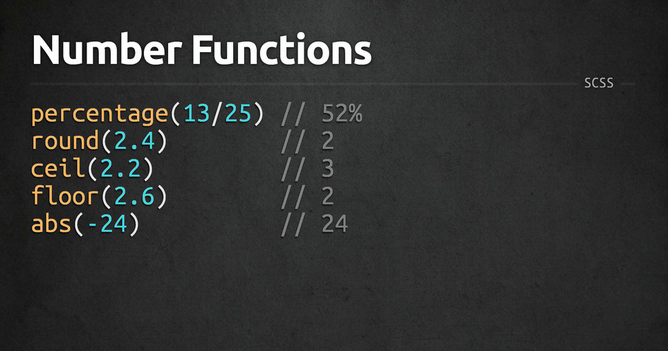 Number Functions
SCSS
percentage(13/25) // 52%
round(2.4) // 2
ceil(2.2) // 3
floor(2.6) // 2
abs(-24) // 24